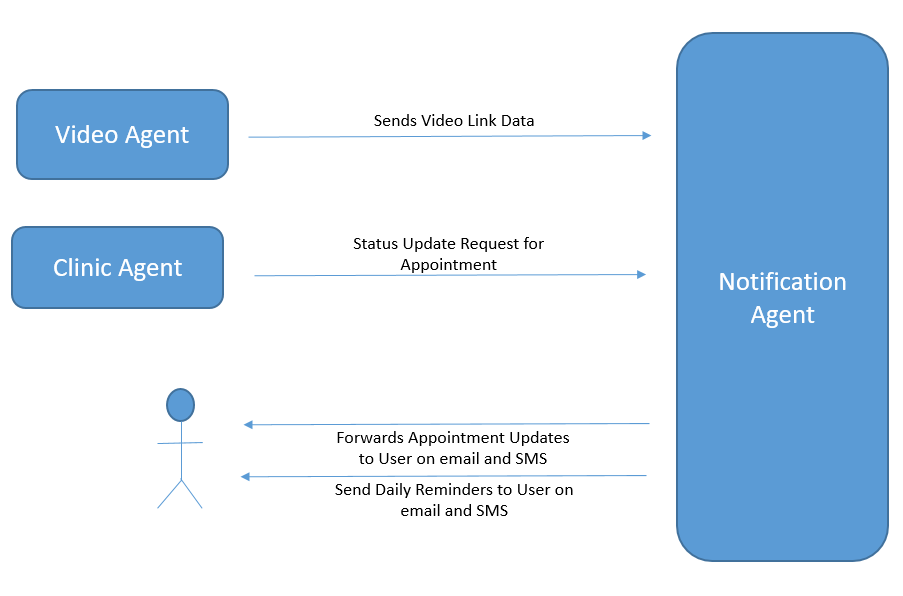 Video Agent
Sends Video Link Data
Clinic Agent
Status Update Request for
Appointment
Notification
Agent
Forwards Appointment Updates
to User on email and SMS
Send Daily Reminders to User on
email and SMS